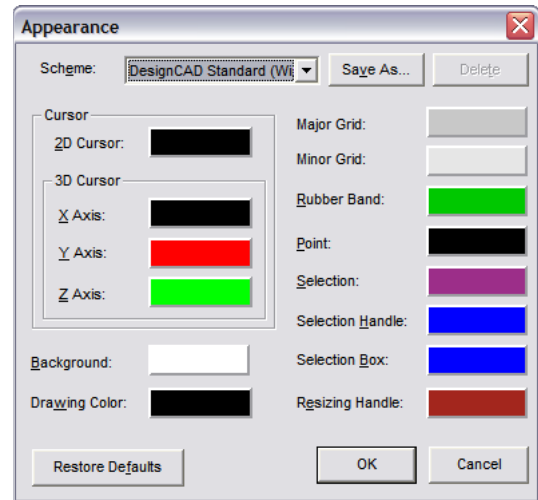 Appearance
Scheme: DesignCAD Standard (Wi Save As... Delete
Cursor
2D Cursor:
3D Cursor
X Axis:
Y Axis:
Z Axis:
Background:
Drawing Color:
Major Grid:
Minor Grid:
Rubber Band:
Point:
Selection:
Selection Handle:
Selection Box:
Resizing Handle:
Restore Defaults OK Cancel